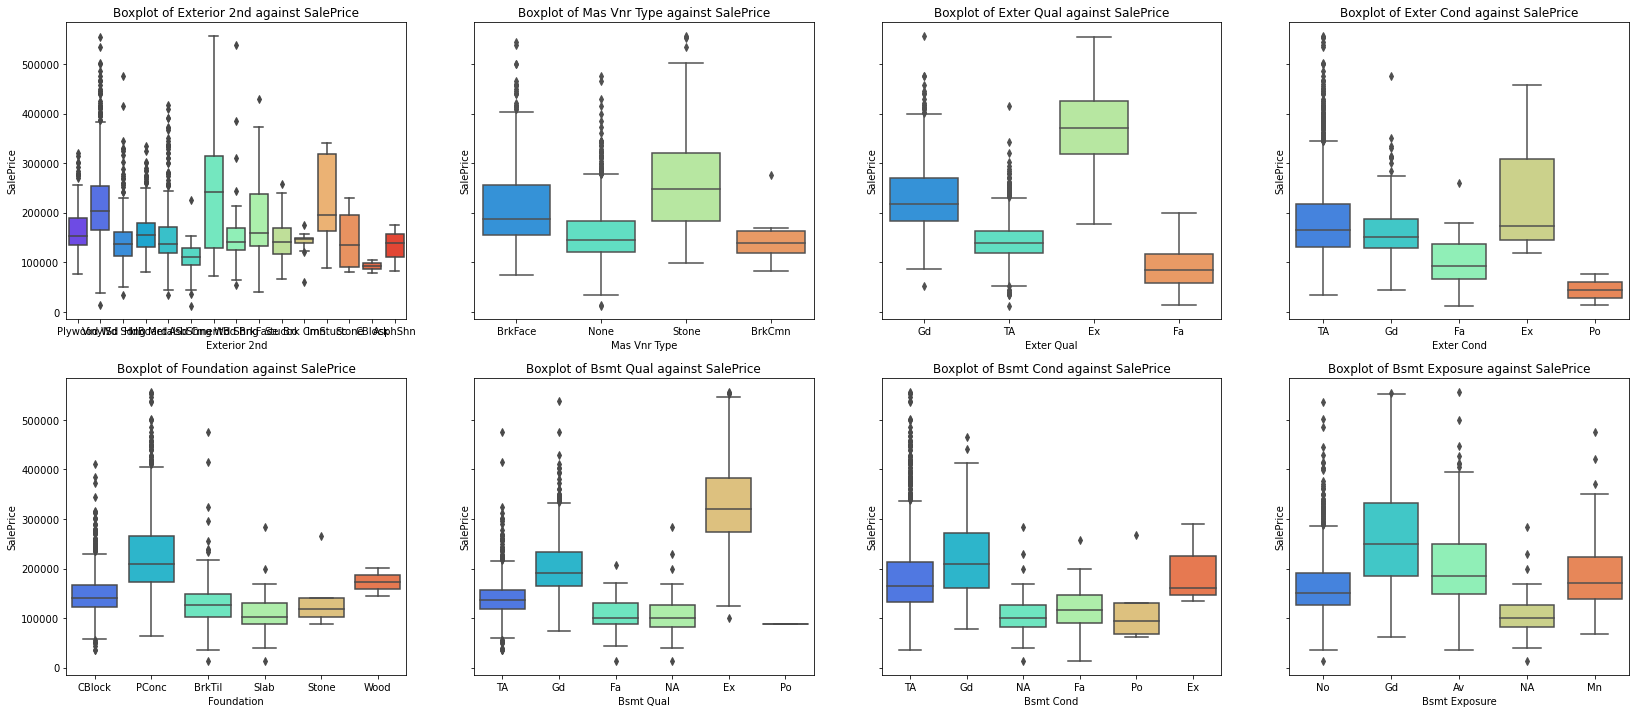 Boxplot of Exterior 2nd against SalePrice
Boxplot of Mas Vnr Type against SalePrice
Boxplot of Exter Qual against SalePrice
Boxplot of Exter Cond against SalePrice
500000
400000
300000
200000
100000
0
SalePrice
SalePrice
SalePrice
SalePrice
Plywood
AsphShn
BrkFace None Stone BrkCmn
Gd TA Ex Fa
TA Gd Fa Ex Po
Exterior 2nd
Mas Vnr Type
Exter Qual
Exter Cond
Boxplot of Foundation against SalePrice
Boxplot of Bsmt Qual against SalePrice
Boxplot of Bsmt Cond against SalePrice
Boxplot of Bsmt Exposure against SalePrice
500000
400000
300000
200000
100000
0
SalePrice
SalePrice
SalePrice
SalePrice
CBlock PConc BrkTil Slab Stone Wood
TA Gd Fa NA Ex Po
TA Gd NA Fa Po Ex
No Gd Av NA Mn
Foundation
Bsmt Qual
Bsmt Cond
Bsmt Exposure